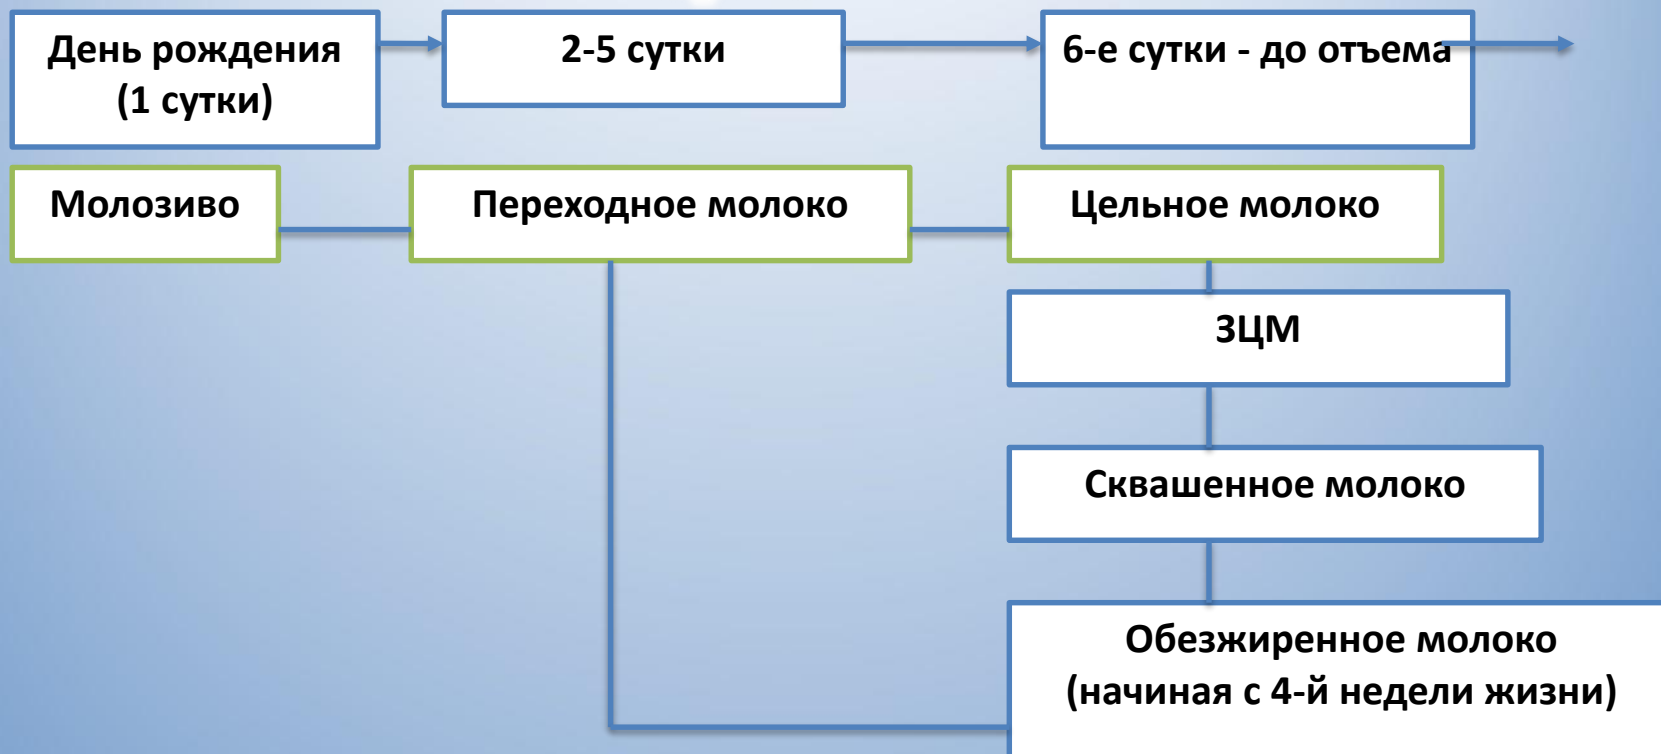 День рождения
(1 сутки)
2-5 сутки
6-е сутки - до отъема
Молозиво
Переходное молоко
Цельное молоко
ЗЦМ
Сквашенное молоко
Обезжиренное молоко
(начиная с 4-й недели жизни)